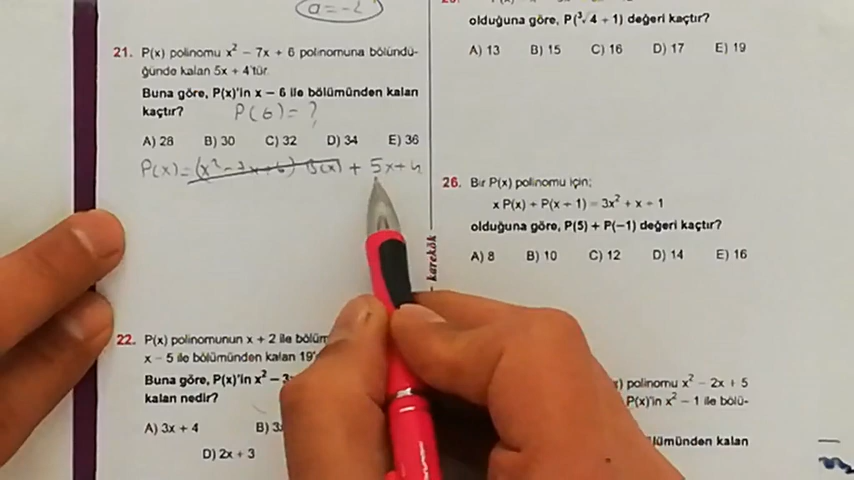 a = -2
21. P(x) polinomu x² - 7x + 6 polinomuna bölündü-
ğünde kalan 5x + 4'tür.
Buna göre, P(x)'in x - 6 ile bölümünden kalan
kaçtır? P(6) = ?
A) 28 B) 30 C) 32 D) 34 E) 36
P(x) = (x² - 7x + 6) B(x) + 5x + 4
22. P(x) polinomunun x + 2 ile bölüm
x - 5 ile bölümünden kalan 19'
Buna göre, P(x)'in x² - 3
kalan nedir?
A) 3x + 4 B) 3
D) 2x + 3
olduğuna göre, P(³√4 + 1) değeri kaçtır?
A) 13 B) 15 C) 16 D) 17 E) 19
26. Bir P(x) polinomu için;
x P(x) + P(x + 1) = 3x² + x + 1
olduğuna göre, P(5) + P(-1) değeri kaçtır?
A) 8 B) 10 C) 12 D) 14 E) 16
karekök
x) polinomu x² - 2x + 5
P(x)'in x² - 1 ile bölü-
lümünden kalan